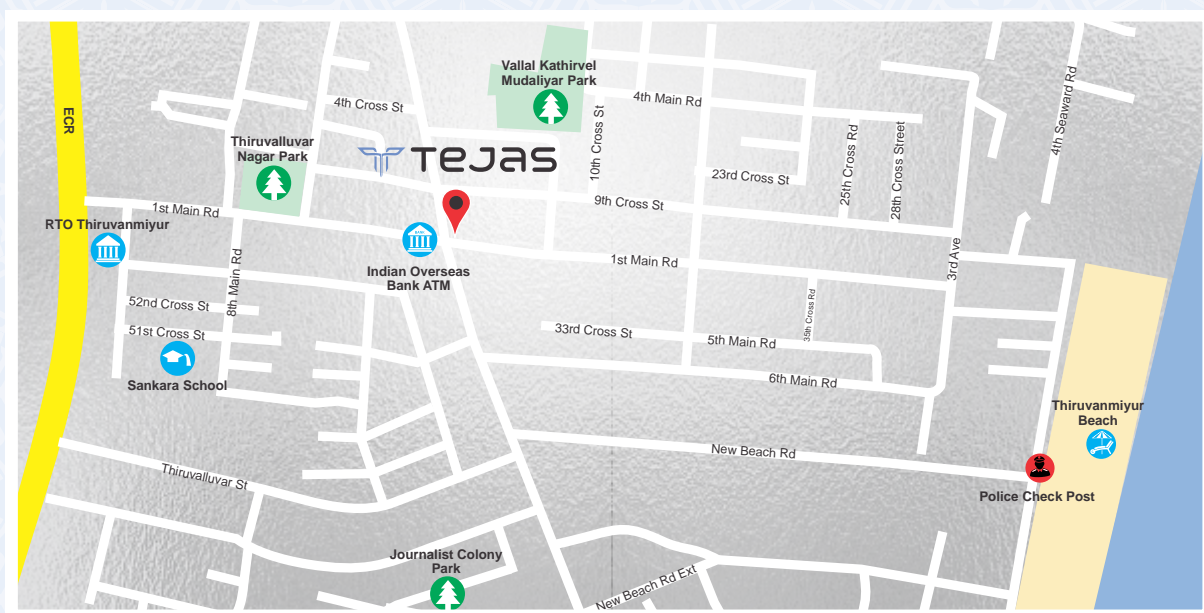 Vallal Kathirvel
Mudaliyar Park
4th Seaward Rd
4th Main Rd
4th Cross St
ECR
10th Cross St
25th Cross Rd
28th Cross Street
Thiruvalluvar
Nagar Park
TEJAS
23rd Cross St
9th Cross St
1st Main Rd
RTO Thiruvanmiyur
BANK
Indian Overseas
Bank ATM
1st Main Rd
3rd Ave
8th Main Rd
52nd Cross St
51st Cross St
35th Cross Rd
33rd Cross St
5th Main Rd
Sankara School
6th Main Rd
Thiruvanmiyur
Beach
New Beach Rd
Thiruvalluvar St
Police Check Post
Journalist Colony
Park
New Beach Rd Ext